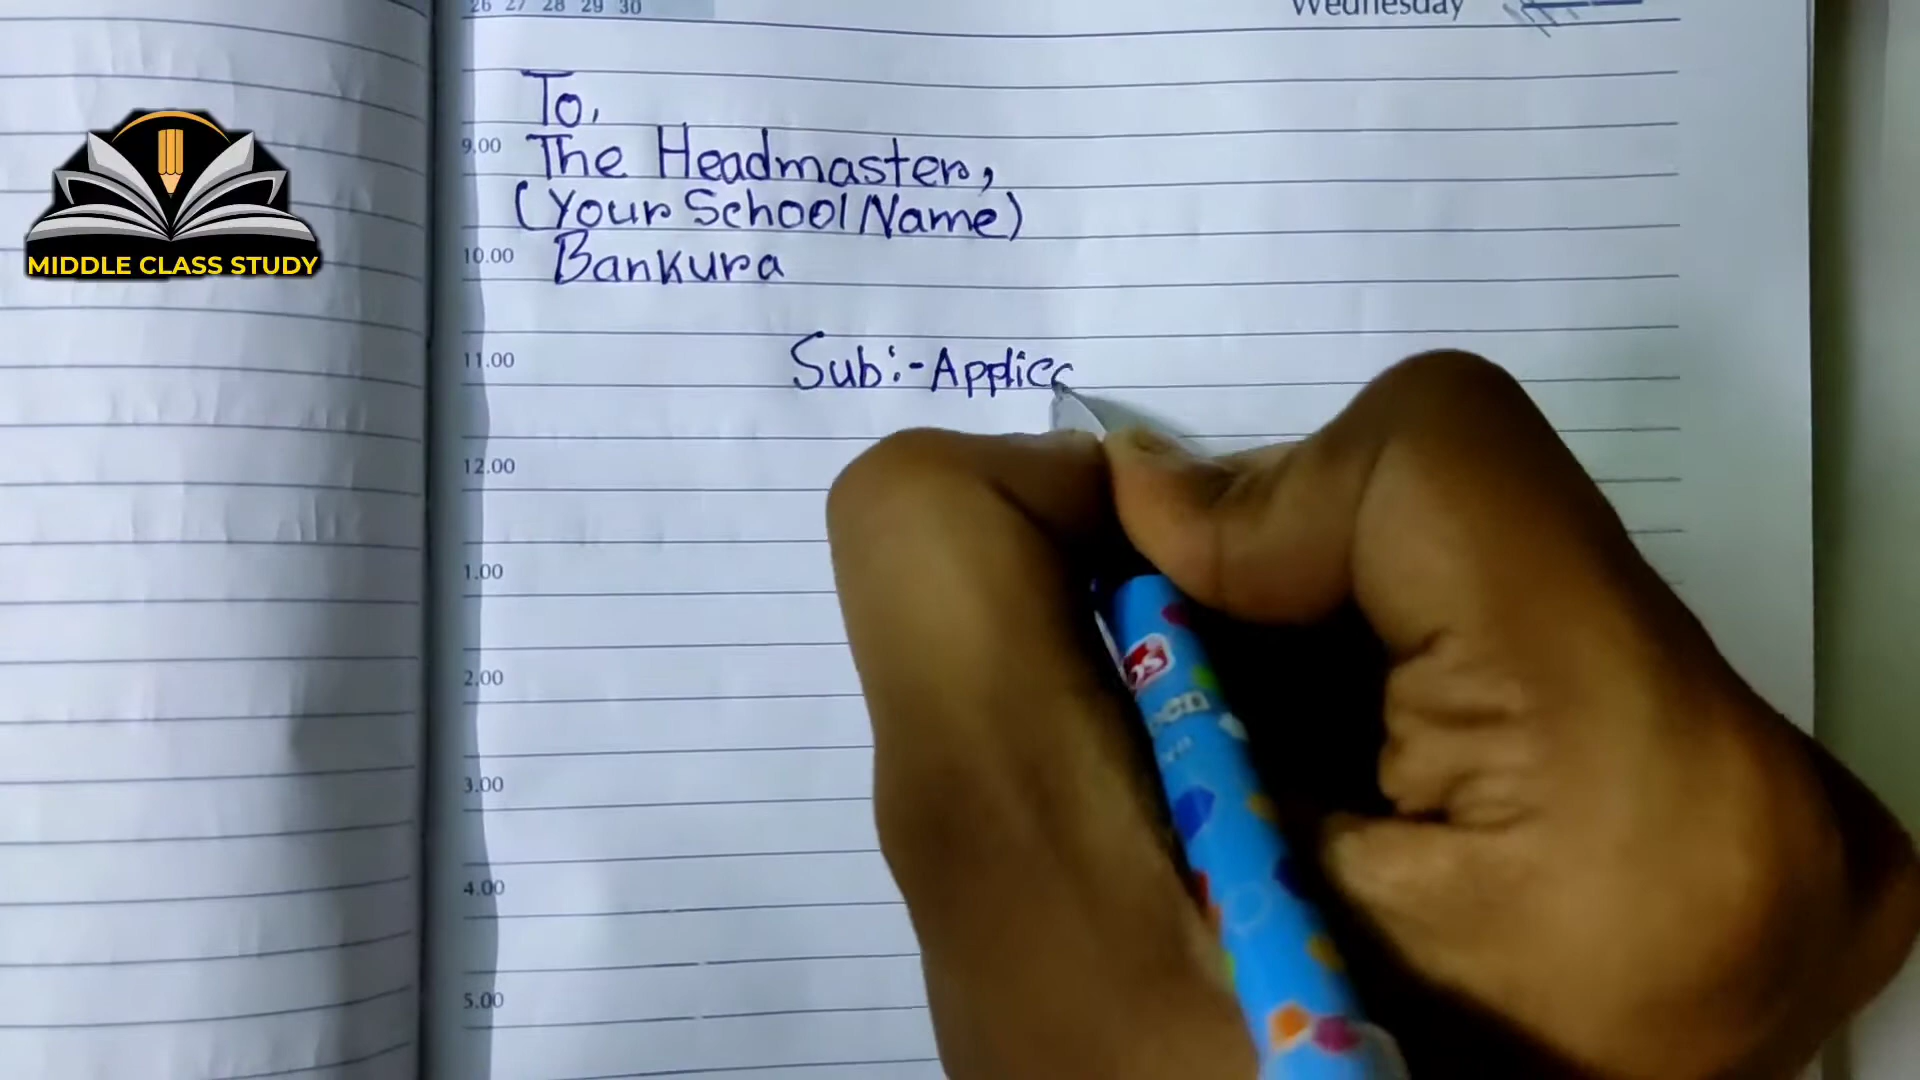 26 27 28 29 30
Wednesday
To,
9.00 The Headmaster,
(Your School Name)
10.00 Bankura
11.00 Sub:-Applica
12.00
1.00
2.00
3.00
4.00
5.00
MIDDLE CLASS STUDY